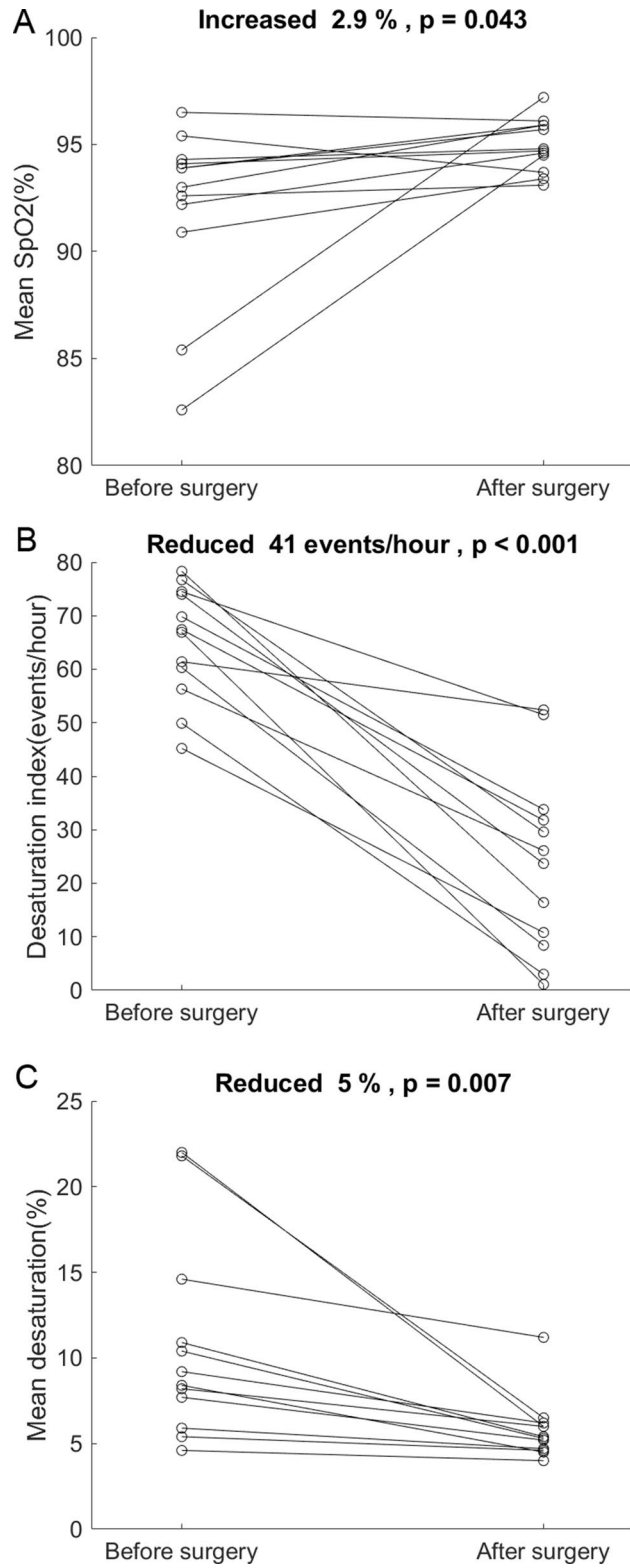 A
Increased 2.9 % , p = 0.043
100
95
90
85
80
Mean SpO2(%)
Before surgery
After surgery
B
Reduced 41 events/hour , p < 0.001
80
70
60
50
40
30
20
10
0
Desaturation index(events/hour)
Before surgery
After surgery
C
Reduced 5 % , p = 0.007
25
20
15
10
5
0
Mean desaturation(%)
Before surgery
After surgery